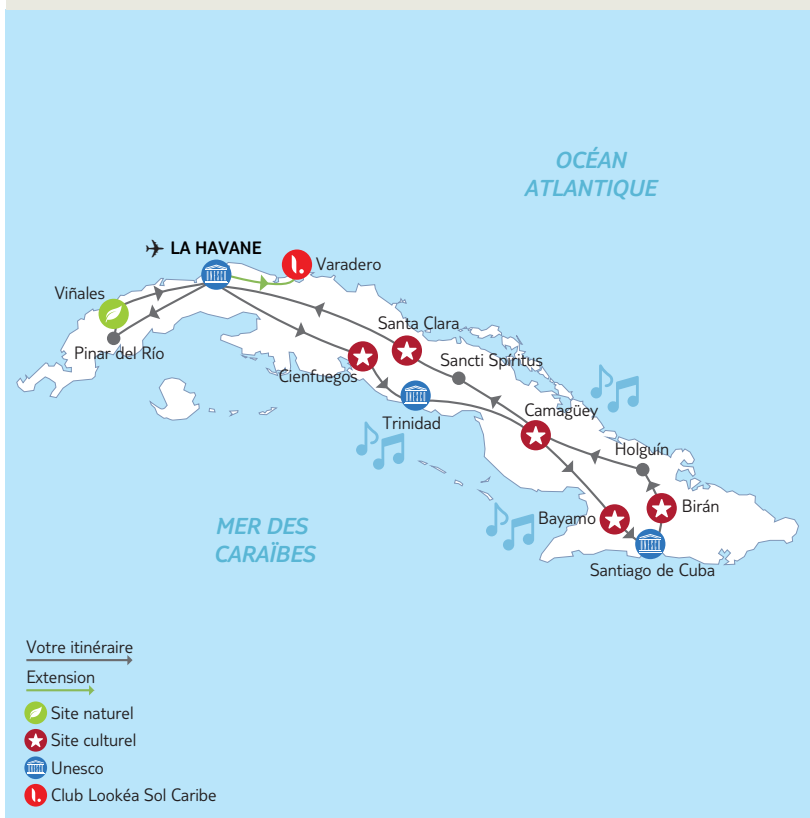 OCÉAN
ATLANTIQUE
LA HAVANE
Varadero
Viñales
Pinar del Río
Santa Clara
Cienfuegos
Sancti Spíritus
Trinidad
Camagüey
Holguín
Bayamo
Birán
MER DES
CARAÏBES
Santiago de Cuba
Votre itinéraire
Extension
Site naturel
Site culturel
Unesco
Club Lookéa Sol Caribe